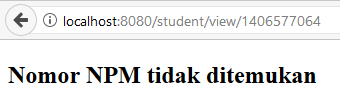 localhost:8080/student/view/1406577064
Nomor NPM tidak ditemukan